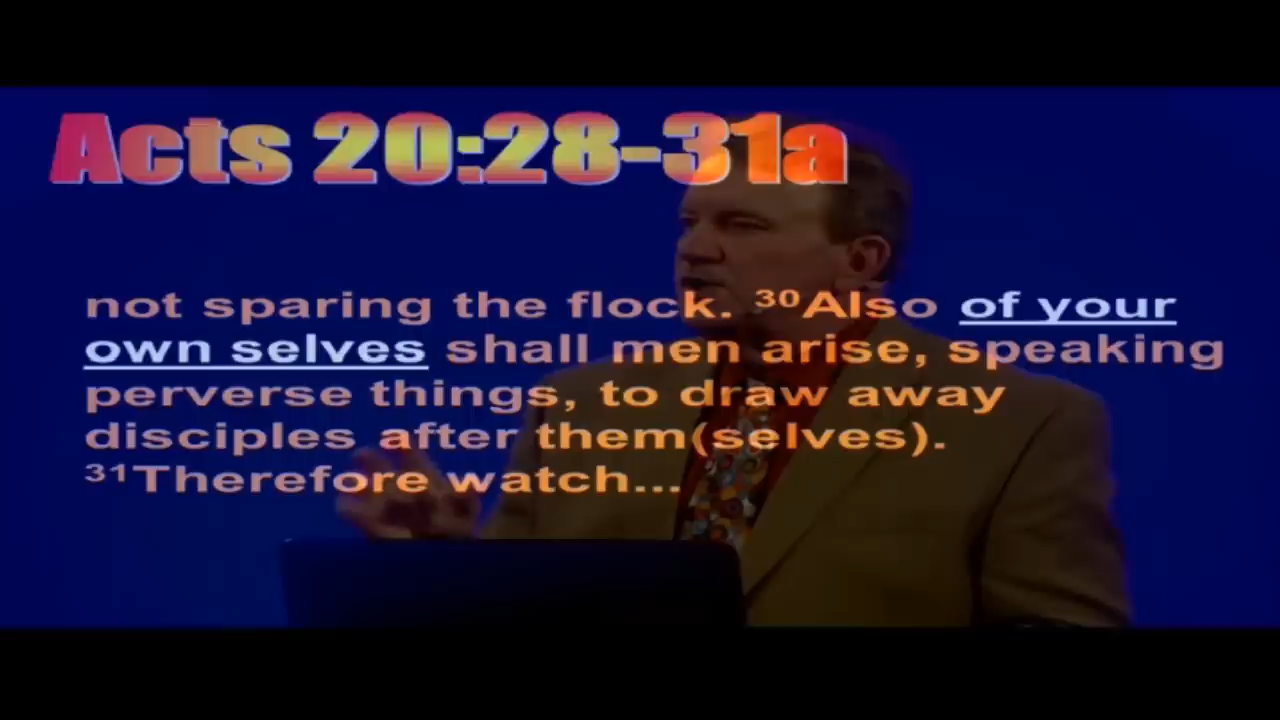 Acts 20:28-31a
not sparing the flock. ³⁰Also of your
own selves shall men arise, speaking
perverse things, to draw away
disciples after them(selves).
³¹Therefore watch...